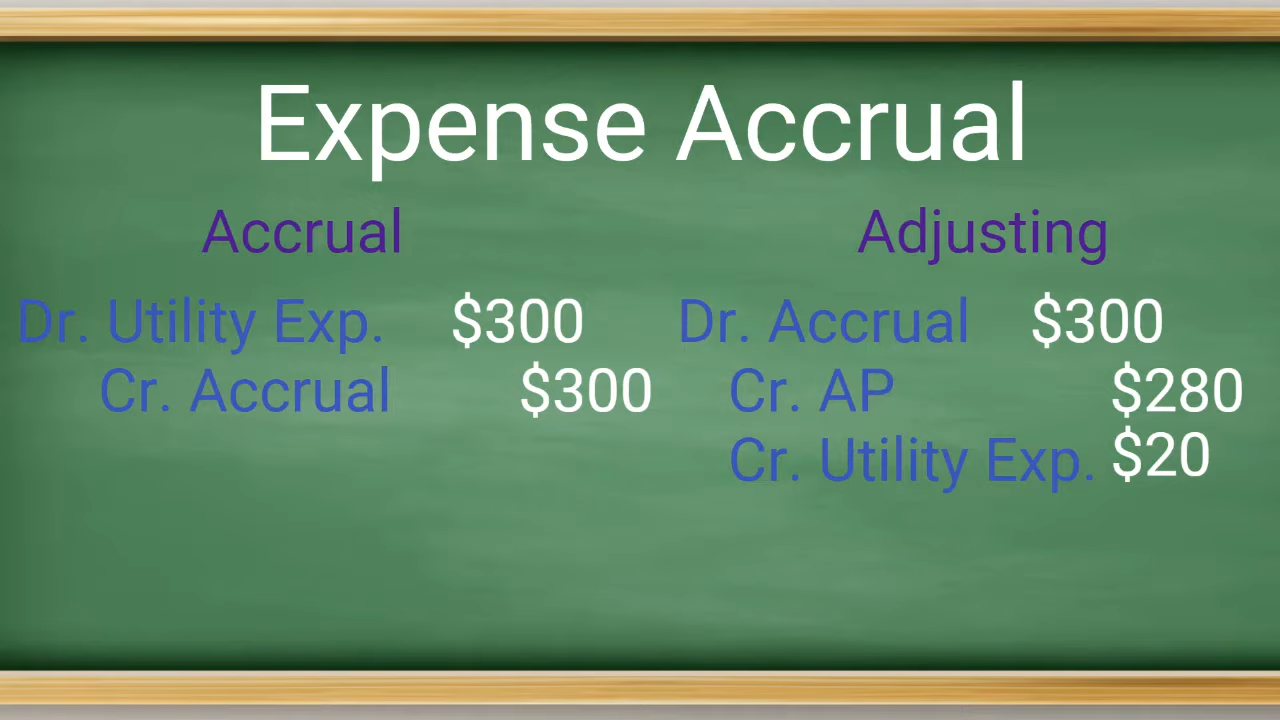 Expense Accrual
Accrual
Dr. Utility Exp. $300
Cr. Accrual $300
Adjusting
Dr. Accrual $300
Cr. AP $280
Cr. Utility Exp. $20